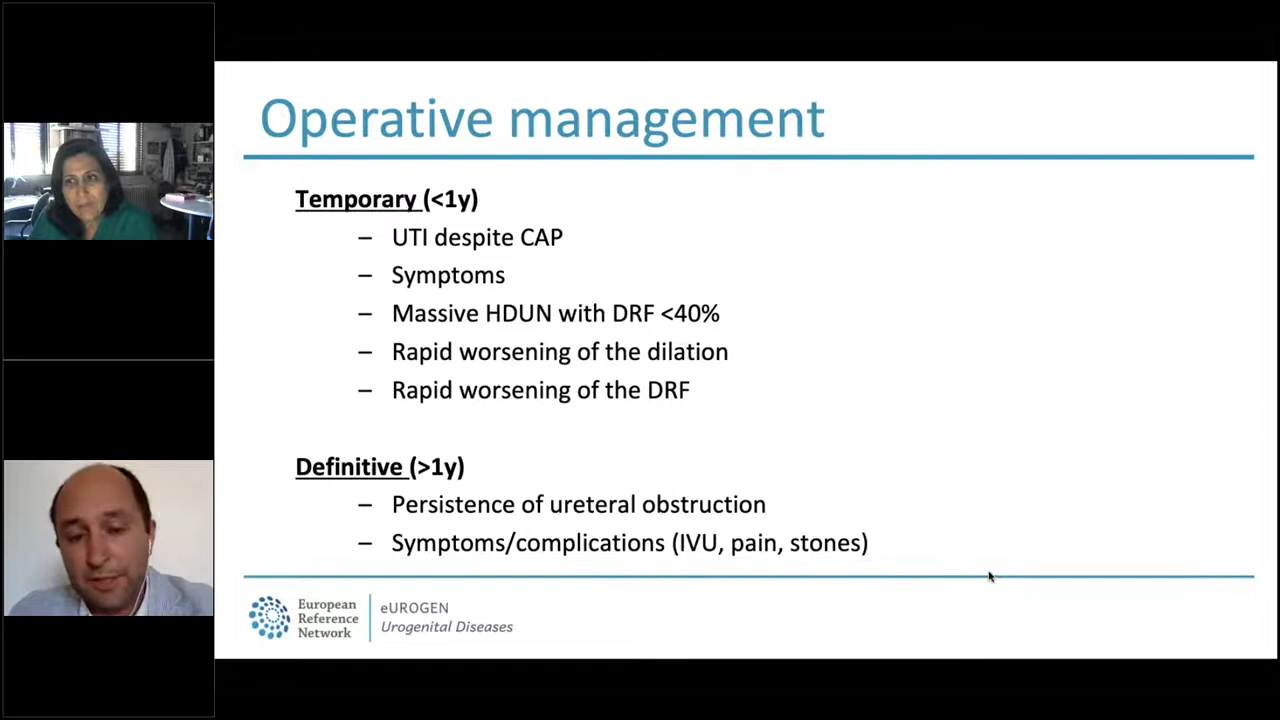 Operative management
Temporary (<1y)
– UTI despite CAP
– Symptoms
– Massive HDUN with DRF <40%
– Rapid worsening of the dilation
– Rapid worsening of the DRF
Definitive (>1y)
– Persistence of ureteral obstruction
– Symptoms/complications (IVU, pain, stones)
European
Reference
Network
eUROGEN
Urogenital Diseases